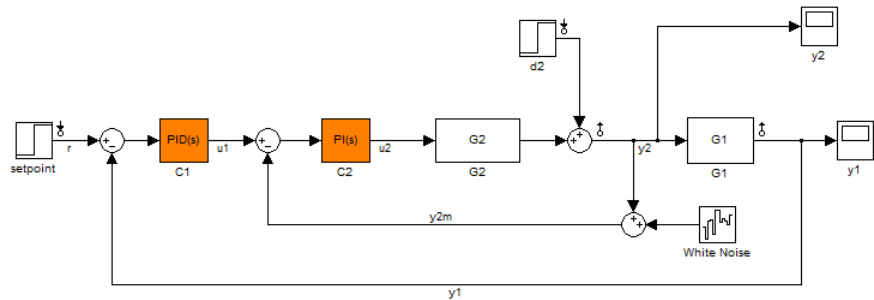 d2
y2
setpoint
r
PID(s)
C1
u1
PI(s)
C2
u2
G2
G2
y2
G1
G1
y1
y2m
White Noise
y1